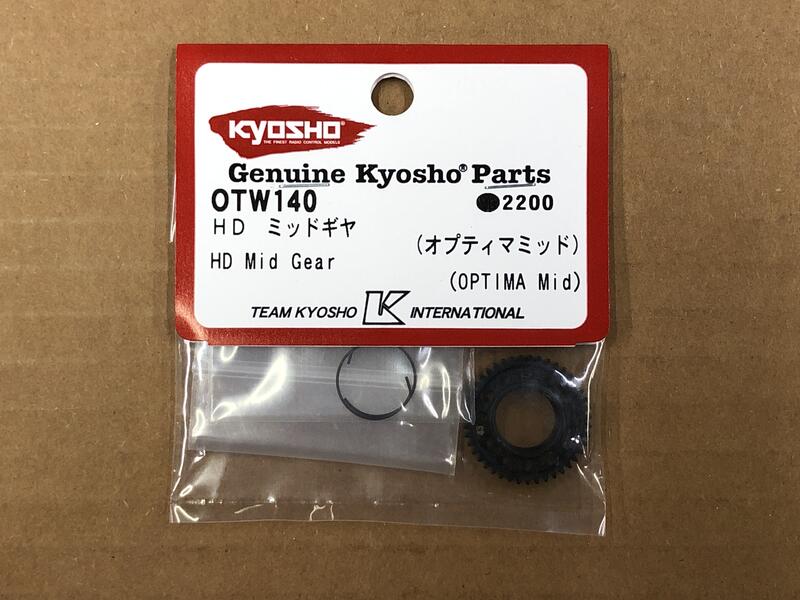 KYOSHO
THE FINEST RADIO CONTROL MODELS
Genuine Kyosho® Parts
OTW140 ●2200
HD ミッドギヤ (オプティマミッド)
HD Mid Gear (OPTIMA Mid)
TEAM KYOSHO K INTERNATIONAL